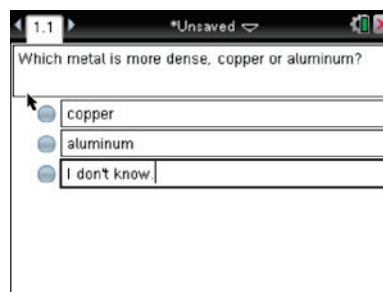 1.1 *Unsaved
Which metal is more dense, copper or aluminum?
copper
aluminum
I don't know.